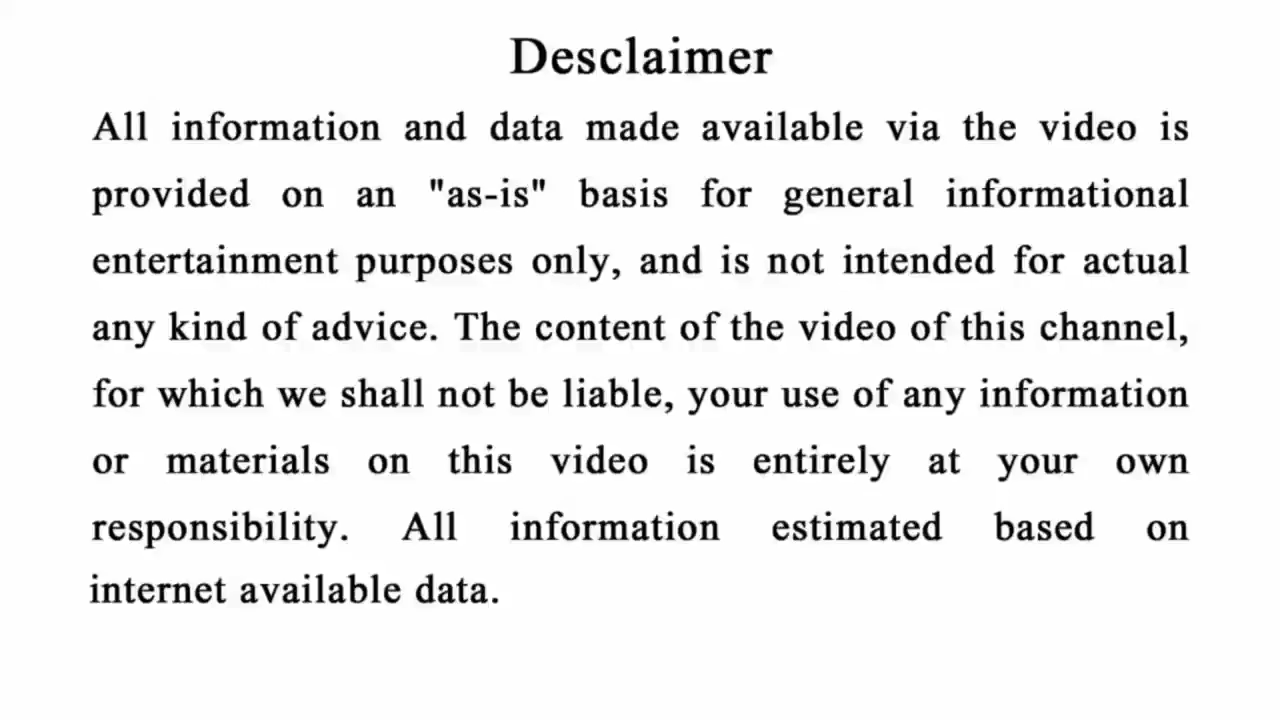 Desclaimer
All information and data made available via the video is
provided on an "as-is" basis for general informational
entertainment purposes only, and is not intended for actual
any kind of advice. The content of the video of this channel,
for which we shall not be liable, your use of any information
or materials on this video is entirely at your own
responsibility. All information estimated based on
internet available data.